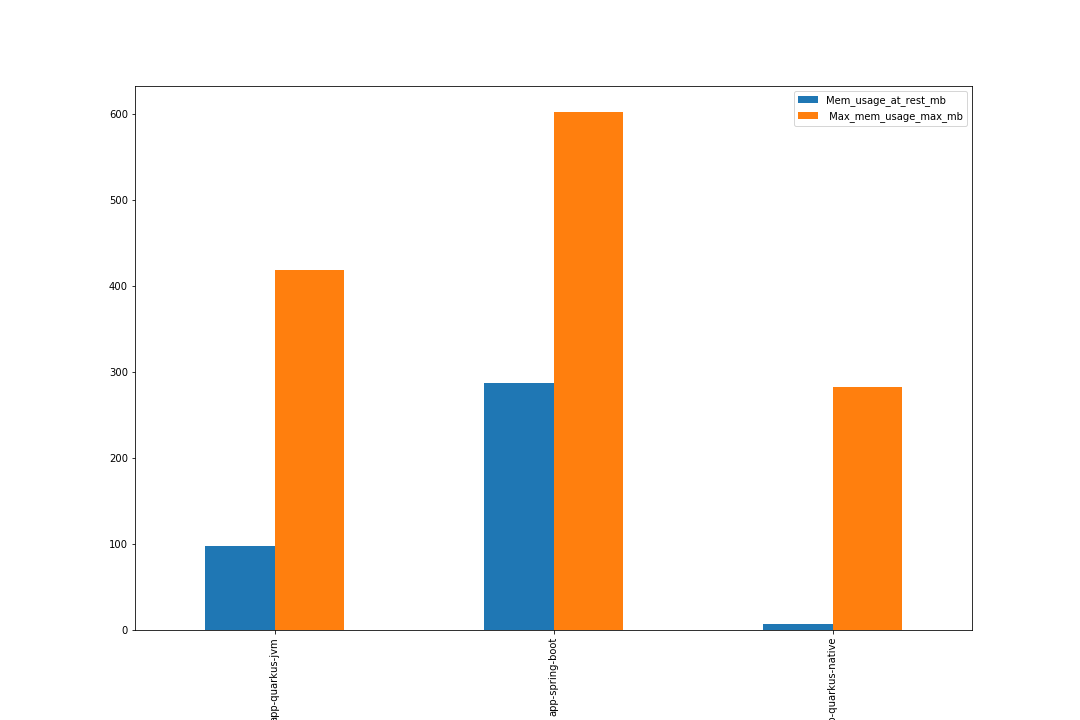 Mem_usage_at_rest_mb
Max_mem_usage_max_mb
600
500
400
300
200
100
0
app-quarkus-jvm
app-spring-boot
-quarkus-native